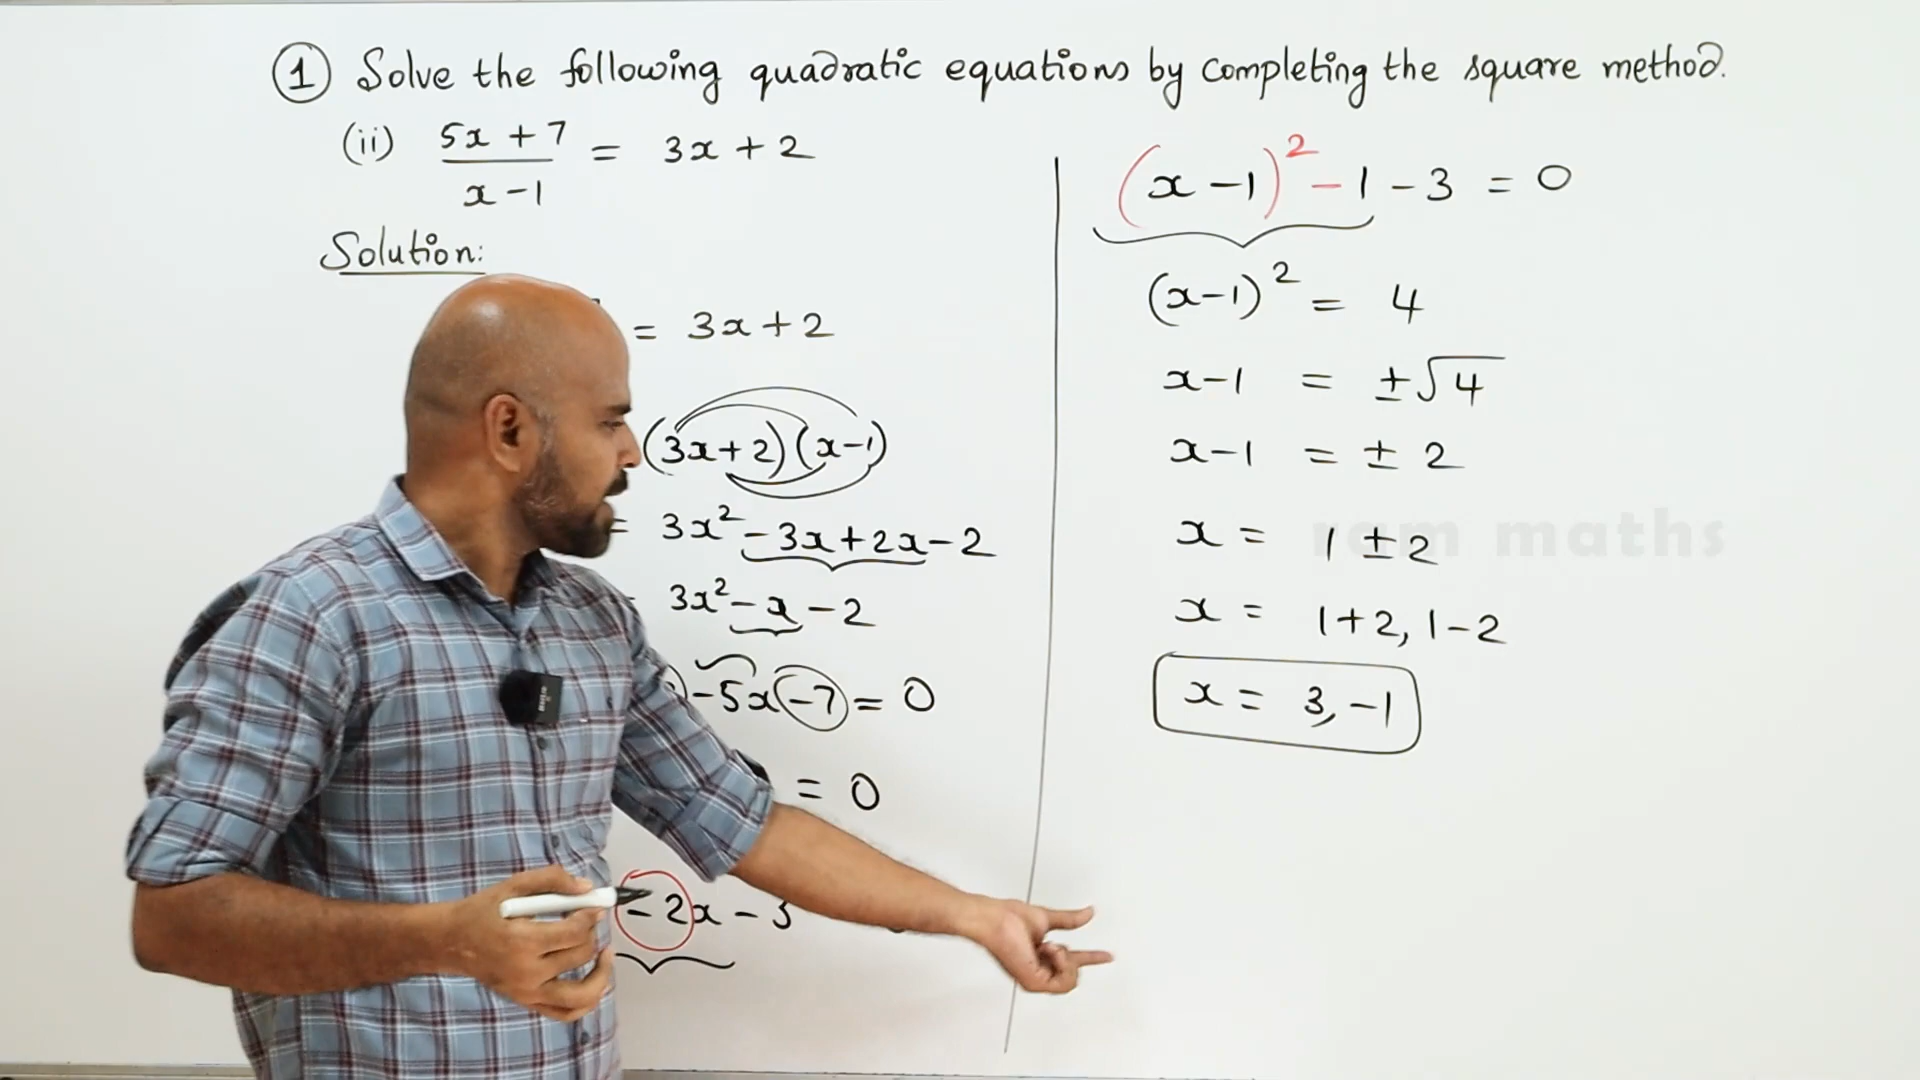 ① Solve the following quadratic equations by completing the square method.
(ii) (5x + 7)/(x - 1) = 3x + 2
Solution:
= 3x + 2
(3x + 2)(x - 1)
= 3x² - 3x + 2x - 2
3x² - x - 2
- 5x - 7 = 0
= 0
- 2x - 3
(x - 1)² - 1 - 3 = 0
(x - 1)² = 4
x - 1 = ± √4
x - 1 = ± 2
x = 1 ± 2
ram maths
x = 1 + 2, 1 - 2
x = 3, -1